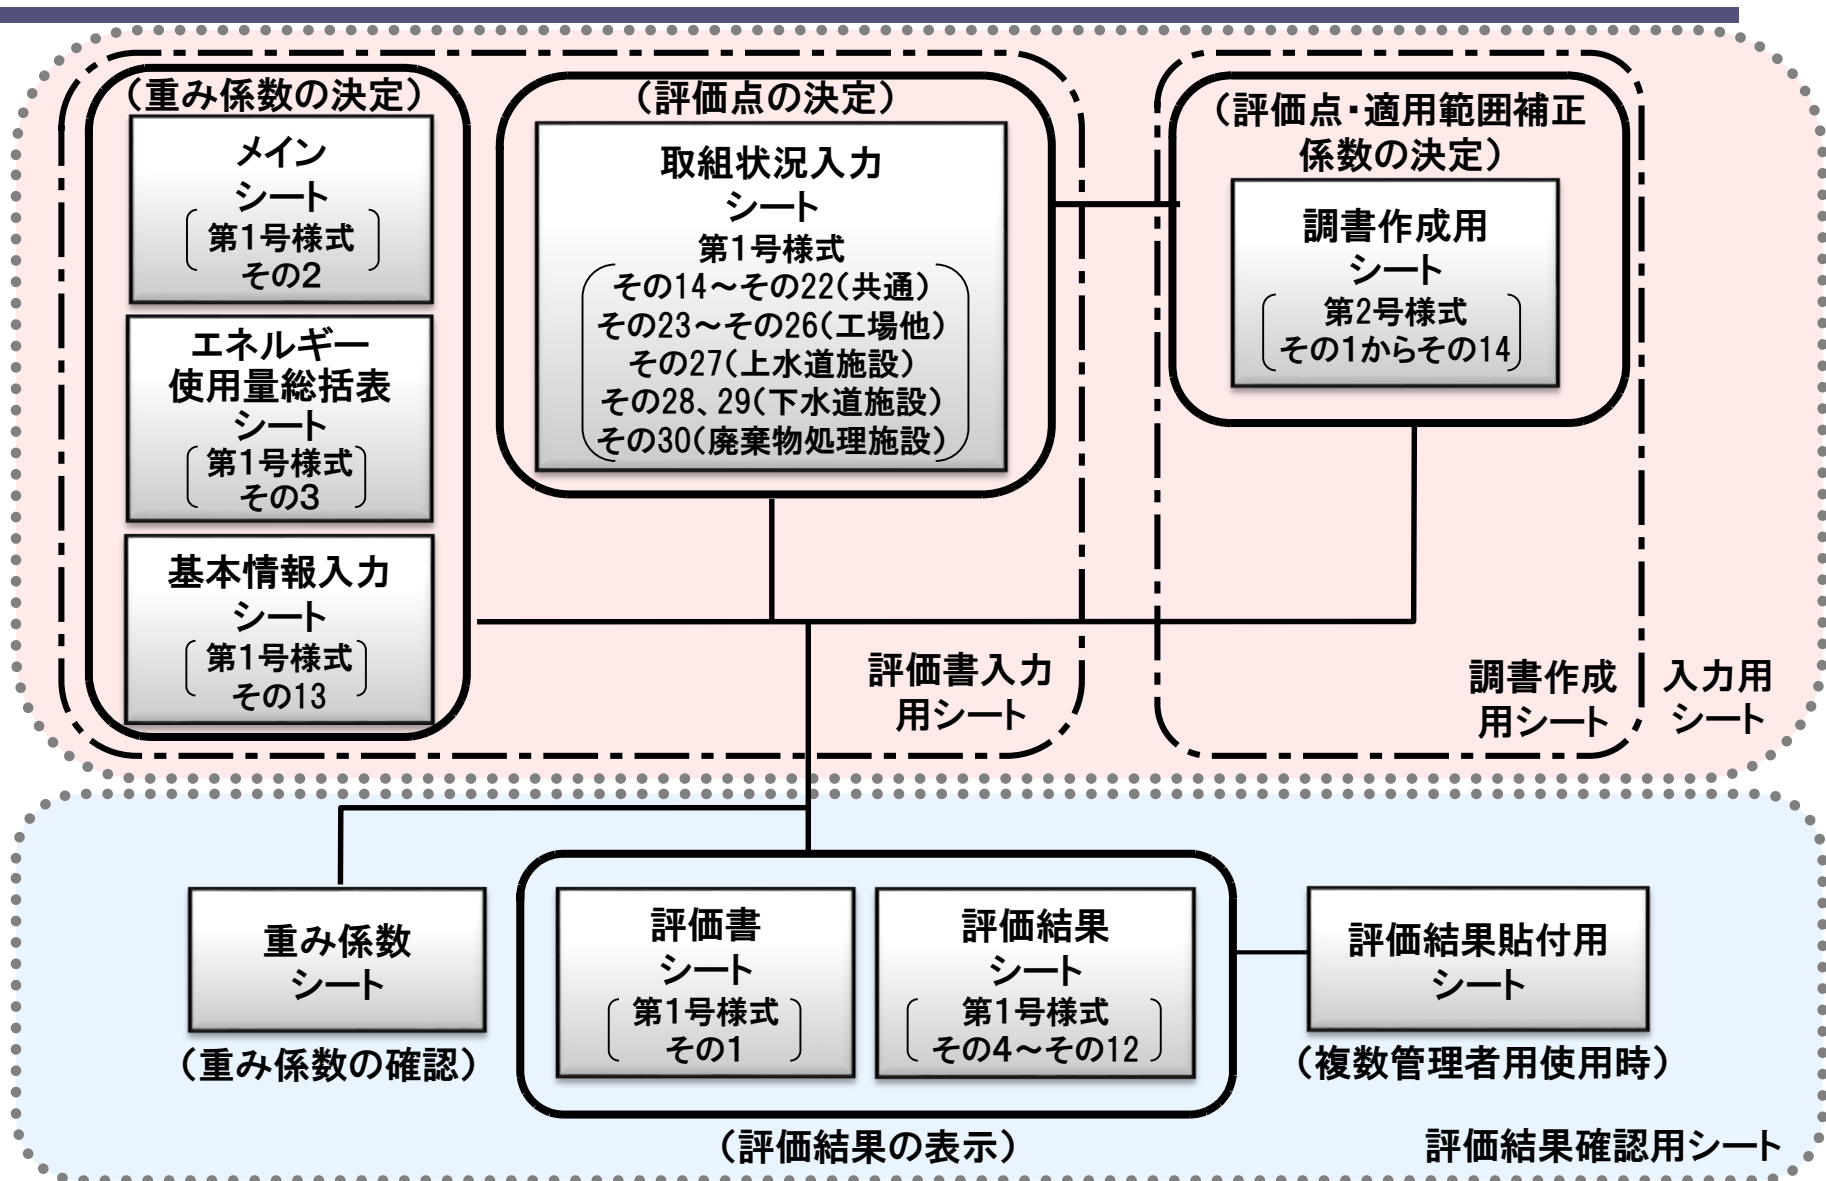 （重み係数の決定）
メイン
シート
第1号様式
その2
エネルギー
使用量総括表
シート
第1号様式
その3
基本情報入力
シート
第1号様式
その13
（評価点の決定）
取組状況入力
シート
第1号様式
その14～その22（共通）
その23～その26（工場他）
その27（上水道施設）
その28、29（下水道施設）
その30（廃棄物処理施設）
評価書入力
用シート
（評価点・適用範囲補正
係数の決定）
調書作成用
シート
第2号様式
その1からその14
調書作成
用シート
入力用
シート
重み係数
シート
（重み係数の確認）
評価書
シート
第1号様式
その1
評価結果
シート
第1号様式
その4～その12
（評価結果の表示）
評価結果貼付用
シート
（複数管理者用使用時）
評価結果確認用シート